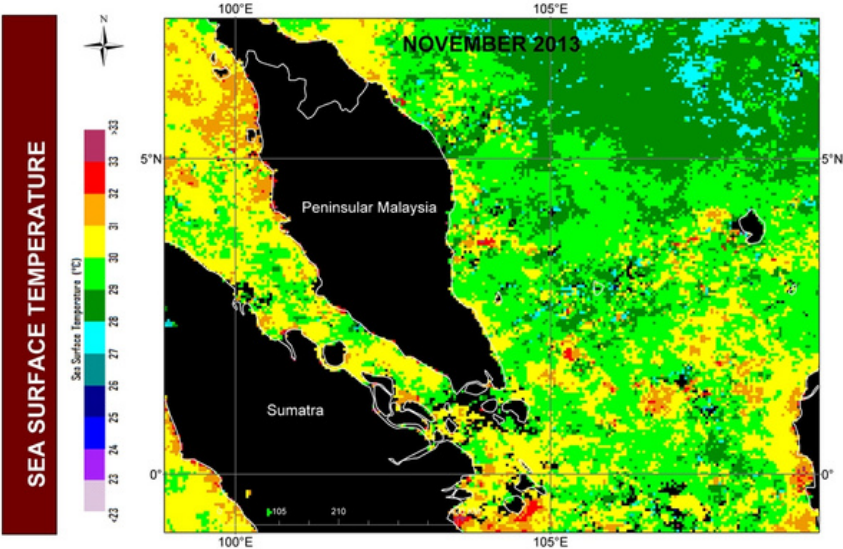 SEA SURFACE TEMPERATURE
N
Sea Surface Temperature (°C)
>33
33
32
31
30
29
28
27
26
25
24
23
<23
100°E
105°E
NOVEMBER 2013
5°N
5°N
Peninsular Malaysia
Sumatra
0°
0°
105
210
100°E
105°E